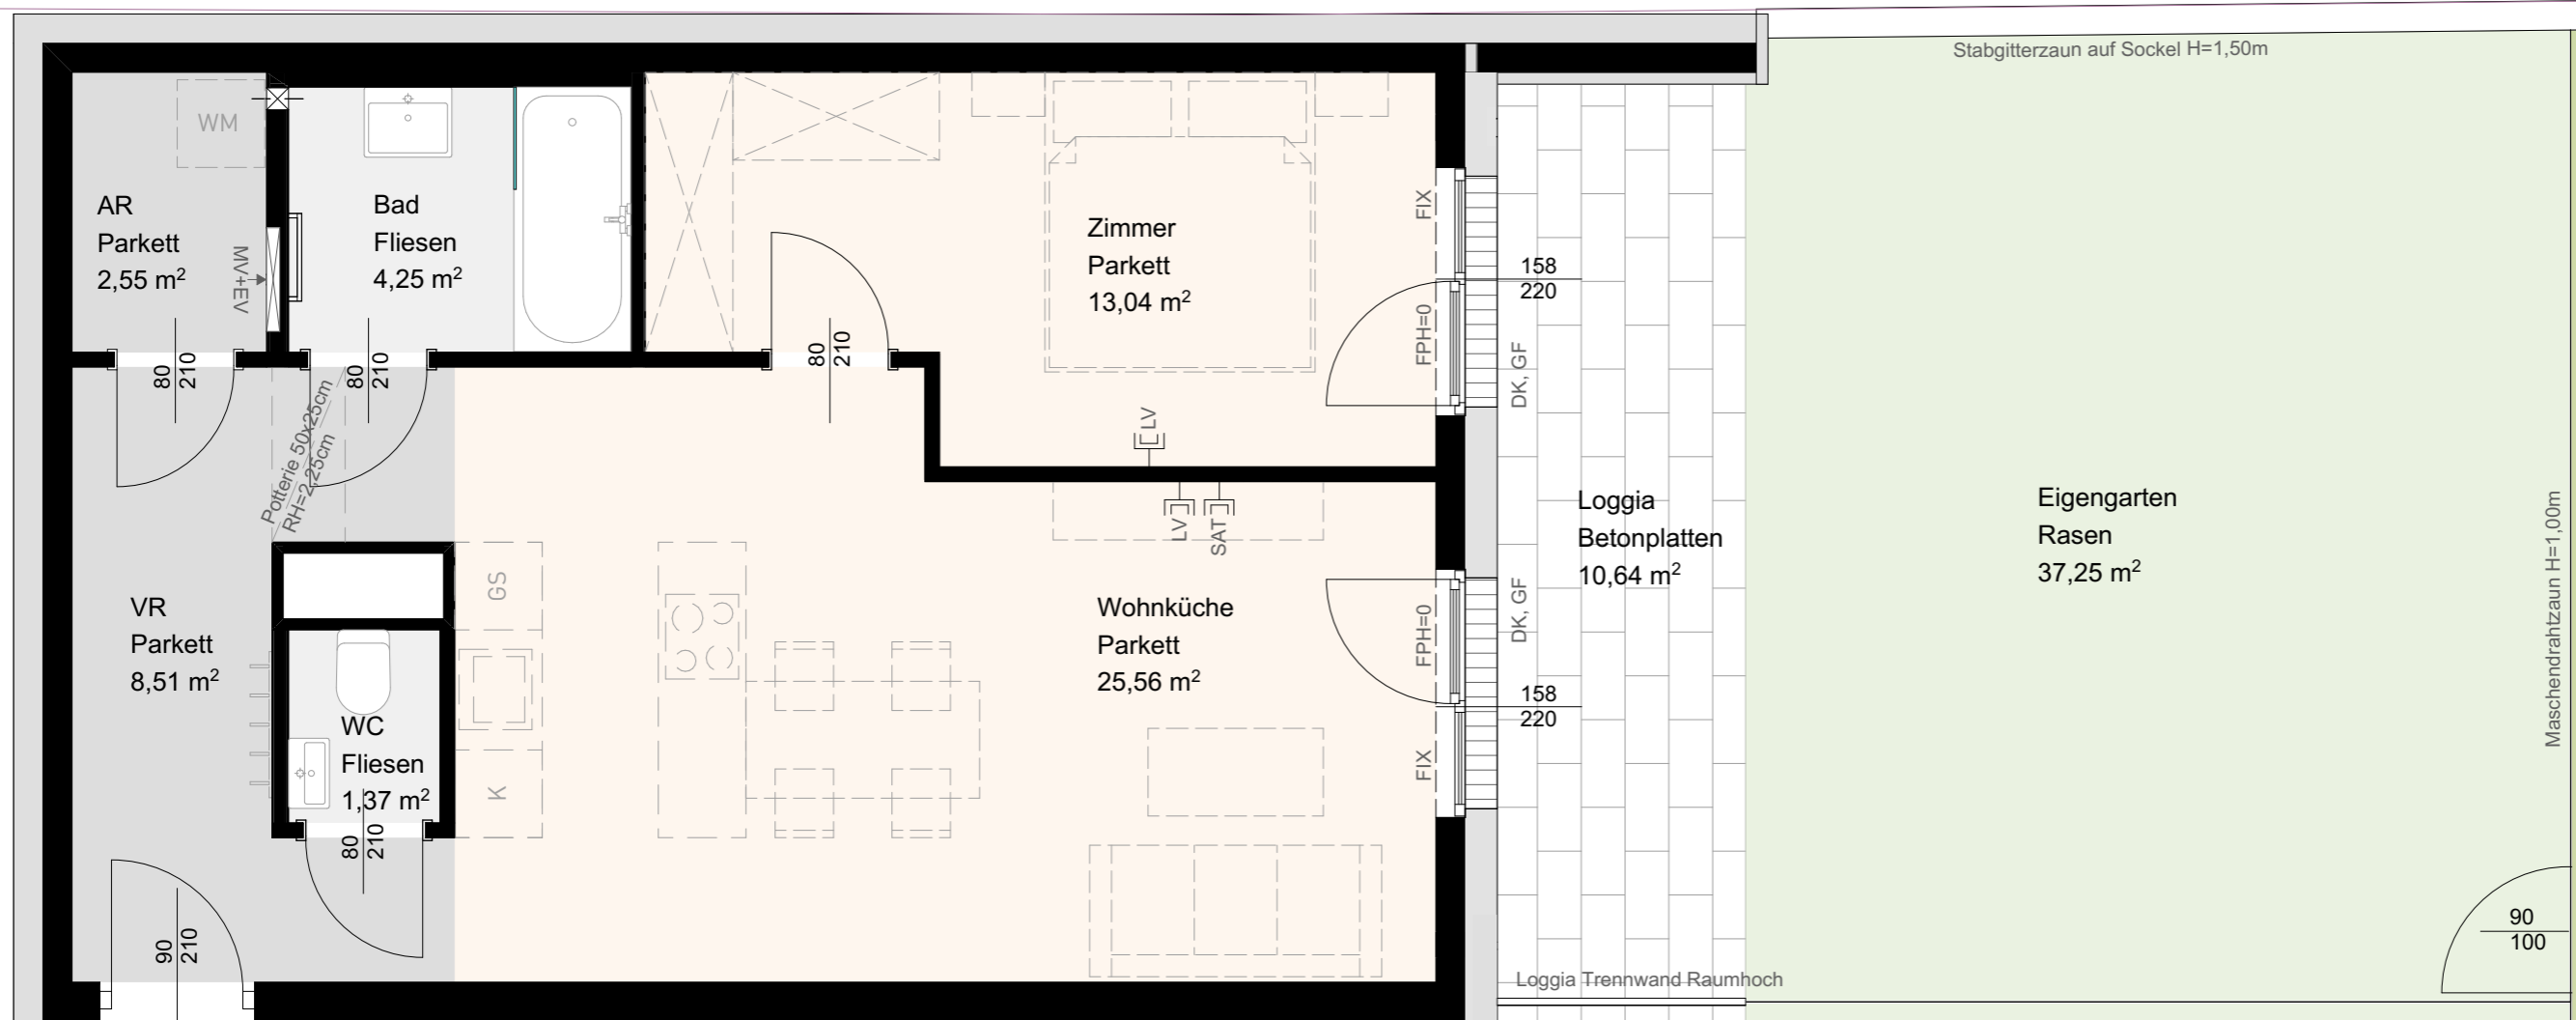 Stabgitterzaun auf Sockel H=1,50m
WM
AR
Parkett
2,55 m²
MV+EV
Bad
Fliesen
4,25 m²
Zimmer
Parkett
13,04 m²
FIX
158
220
FPH=0
DK, GF
80
210
80
210
80
210
Potterie 50x25cm
RH=2,25cm
LV
LV
SAT
Loggia
Betonplatten
10,64 m²
Eigengarten
Rasen
37,25 m²
Maschendrahtzaun H=1,00m
VR
Parkett
8,51 m²
GS
K
WC
Fliesen
1,37 m²
80
210
Wohnküche
Parkett
25,56 m²
FPH=0
DK, GF
158
220
FIX
90
210
90
100
Loggia Trennwand Raumhoch